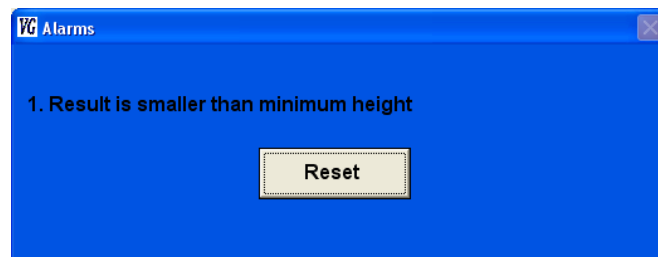 VG Alarms
1. Result is smaller than minimum height
Reset